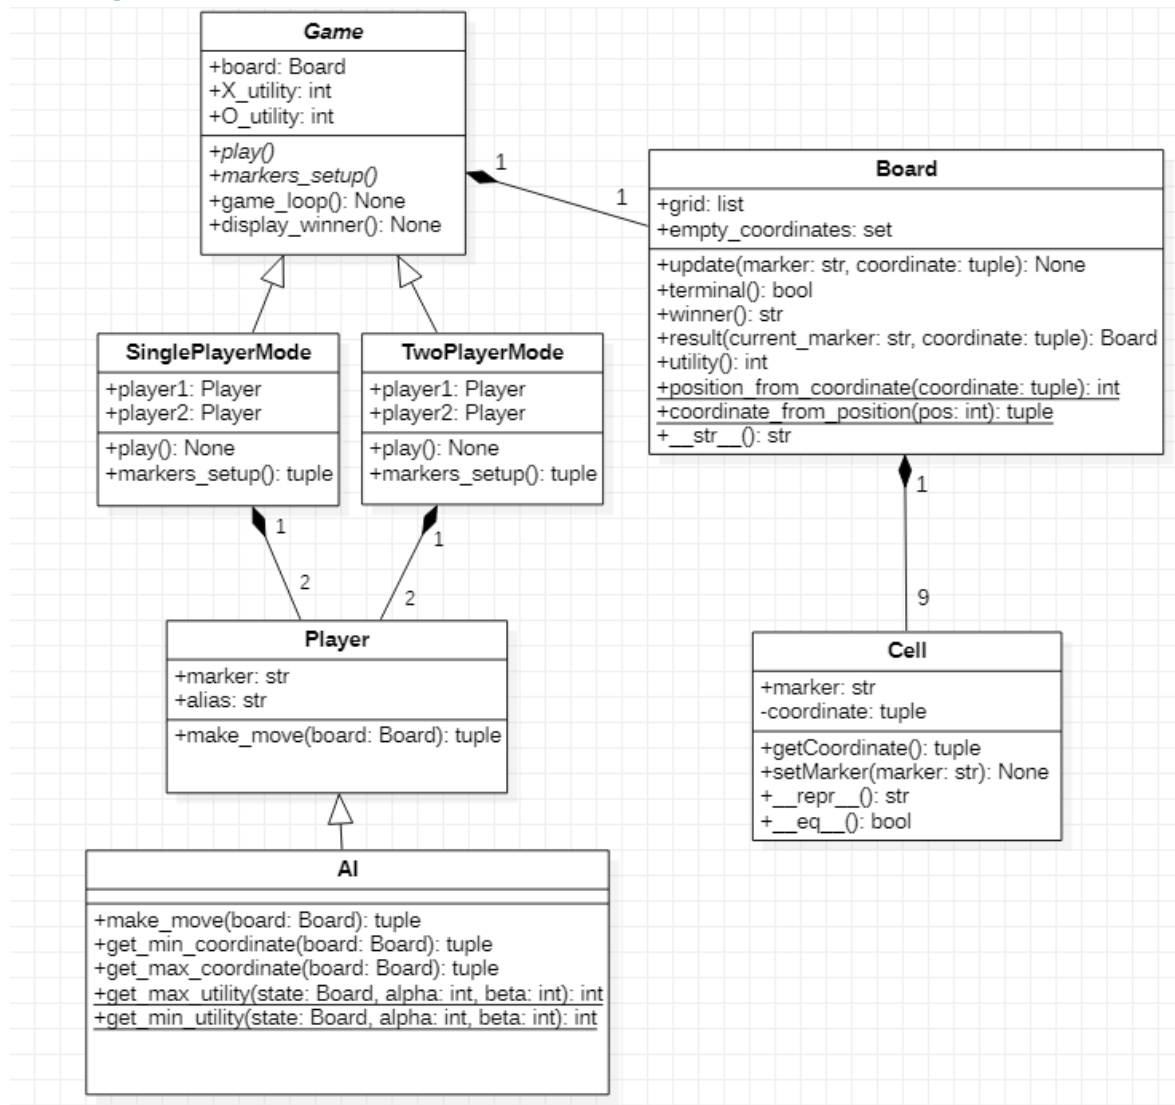 Game
+board: Board
+X_utility: int
+O_utility: int
+play()
+markers_setup()
+game_loop(): None
+display_winner(): None
1
1
Board
+grid: list
+empty_coordinates: set
+update(marker: str, coordinate: tuple): None
+terminal(): bool
+winner(): str
+result(current_marker: str, coordinate: tuple): Board
+utility(): int
+position_from_coordinate(coordinate: tuple): int
+coordinate_from_position(pos: int): tuple
+__str__(): str
SinglePlayerMode
+player1: Player
+player2: Player
+play(): None
+markers_setup(): tuple
TwoPlayerMode
+player1: Player
+player2: Player
+play(): None
+markers_setup(): tuple
1
2
1
2
1
9
Player
+marker: str
+alias: str
+make_move(board: Board): tuple
Cell
+marker: str
-coordinate: tuple
+getCoordinate(): tuple
+setMarker(marker: str): None
+__repr__(): str
+__eq__(): bool
AI
+make_move(board: Board): tuple
+get_min_coordinate(board: Board): tuple
+get_max_coordinate(board: Board): tuple
+get_max_utility(state: Board, alpha: int, beta: int): int
+get_min_utility(state: Board, alpha: int, beta: int): int